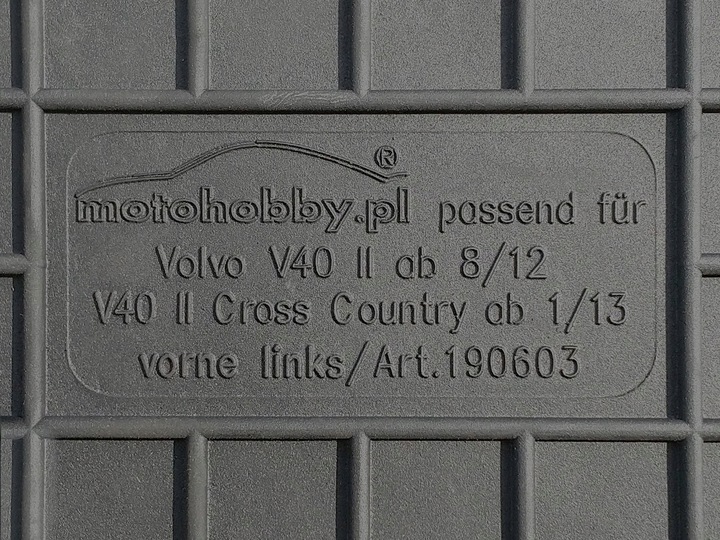 motohobby.pl® passend für
Volvo V40 II ab 8/12
V40 II Cross Country ab 1/13
vorne links/Art.190603